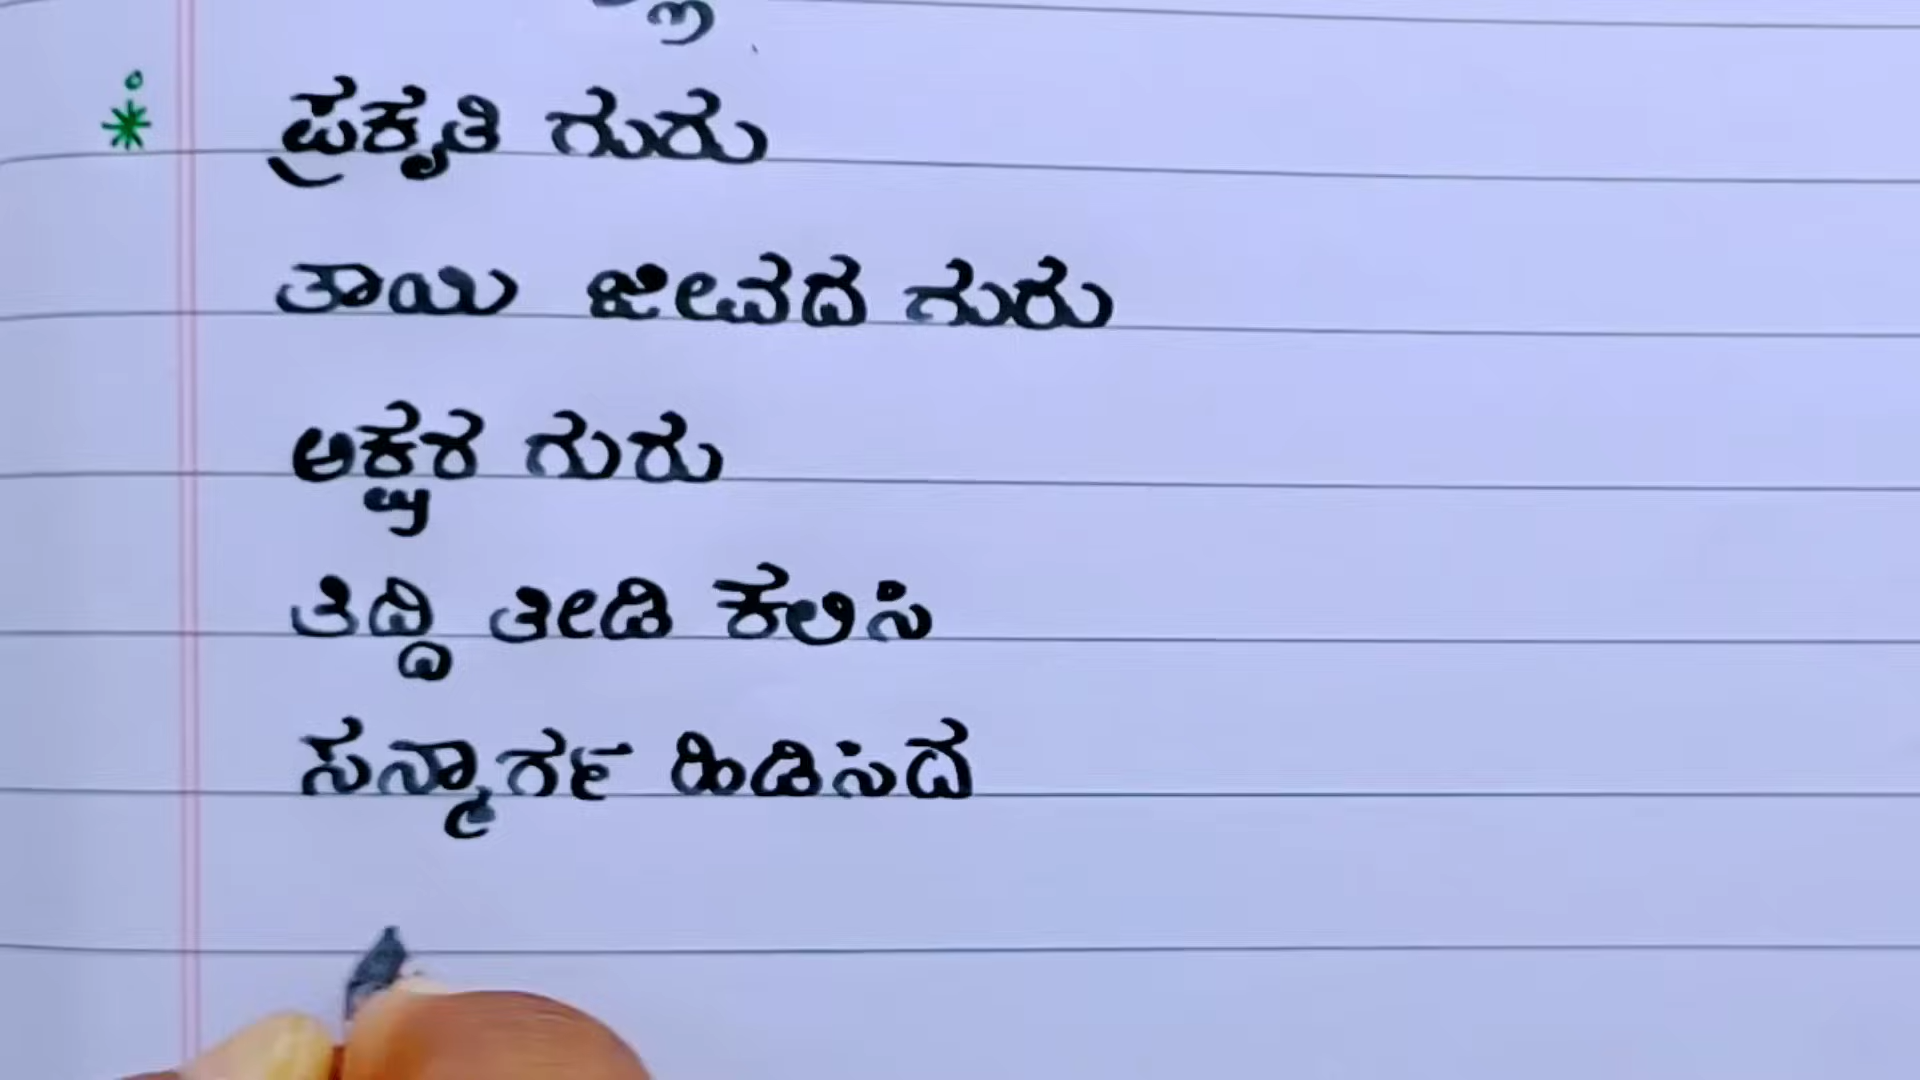 ಪ್ರಕೃತಿ ಗುರು
ತಾಯಿ ಜೀವದ ಗುರು
ಅಕ್ಷರ ಗುರು
ತಿದ್ದಿ ತೀಡಿ ಕಲಿಸಿ
ಸನ್ಮಾರ್ಗ ಹಿಡಿಸಿದ